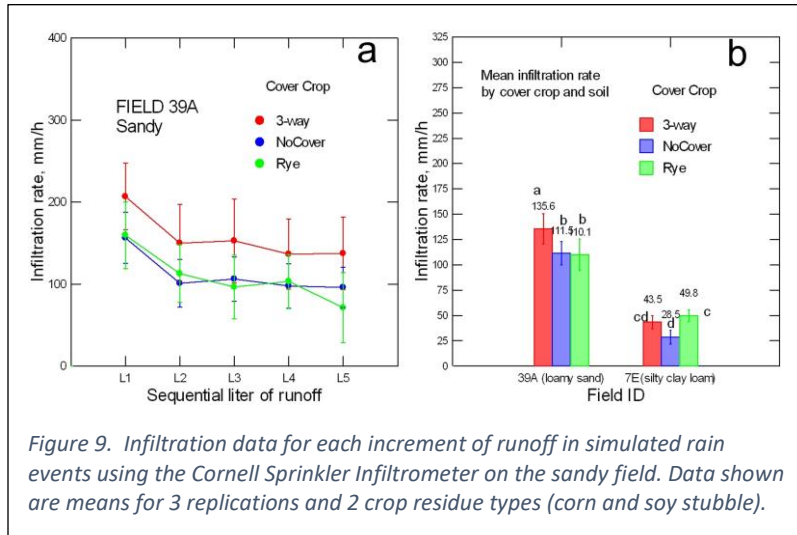 a
400
300
200
100
0
Infiltration rate, mm/h
FIELD 39A
Sandy
Cover Crop
3-way
NoCover
Rye
L1 L2 L3 L4 L5
Sequential liter of runoff
b
400
375
350
325
300
275
250
225
200
175
150
125
100
75
50
25
0
Infiltration rate, mm/h
Mean infiltration rate
by cover crop and soil
Cover Crop
3-way
NoCover
Rye
a
135.6
b
111.5
b
110.1
43.5
cd
28.5
d
49.8
c
39A (loamy sand) 7E(silty clay loam)
Field ID
Figure 9. Infiltration data for each increment of runoff in simulated rain
events using the Cornell Sprinkler Infiltrometer on the sandy field. Data shown
are means for 3 replications and 2 crop residue types (corn and soy stubble).